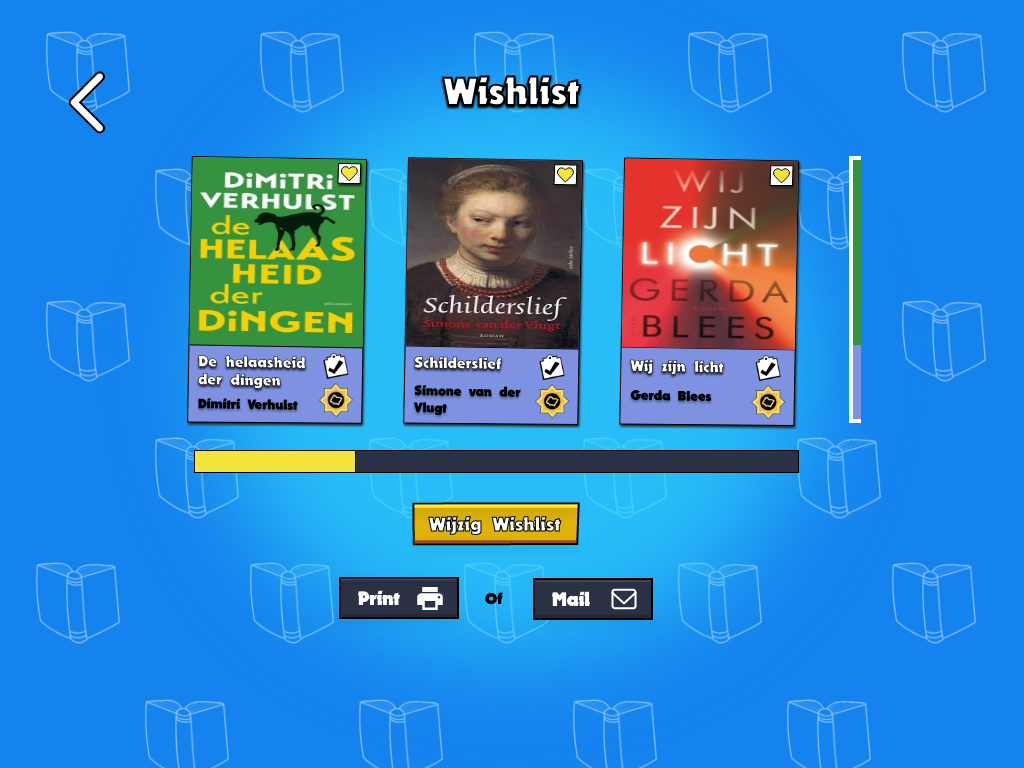 Wishlist
DiMiTRi
VERHULST
de
HELAAS
HEID
der
DiNGEN
De helaasheid
der dingen
Dimitri Verhulst
Schilderslief
Simone van der Vlugt
ROMAN
Schilderslief
Simone van der
Vlugt
WIJ
ZIJN
LICHT
GERDA
ROMAN
BLEES
Wij zijn licht
Gerda Blees
Wijzig Wishlist
Print
Of
Mail